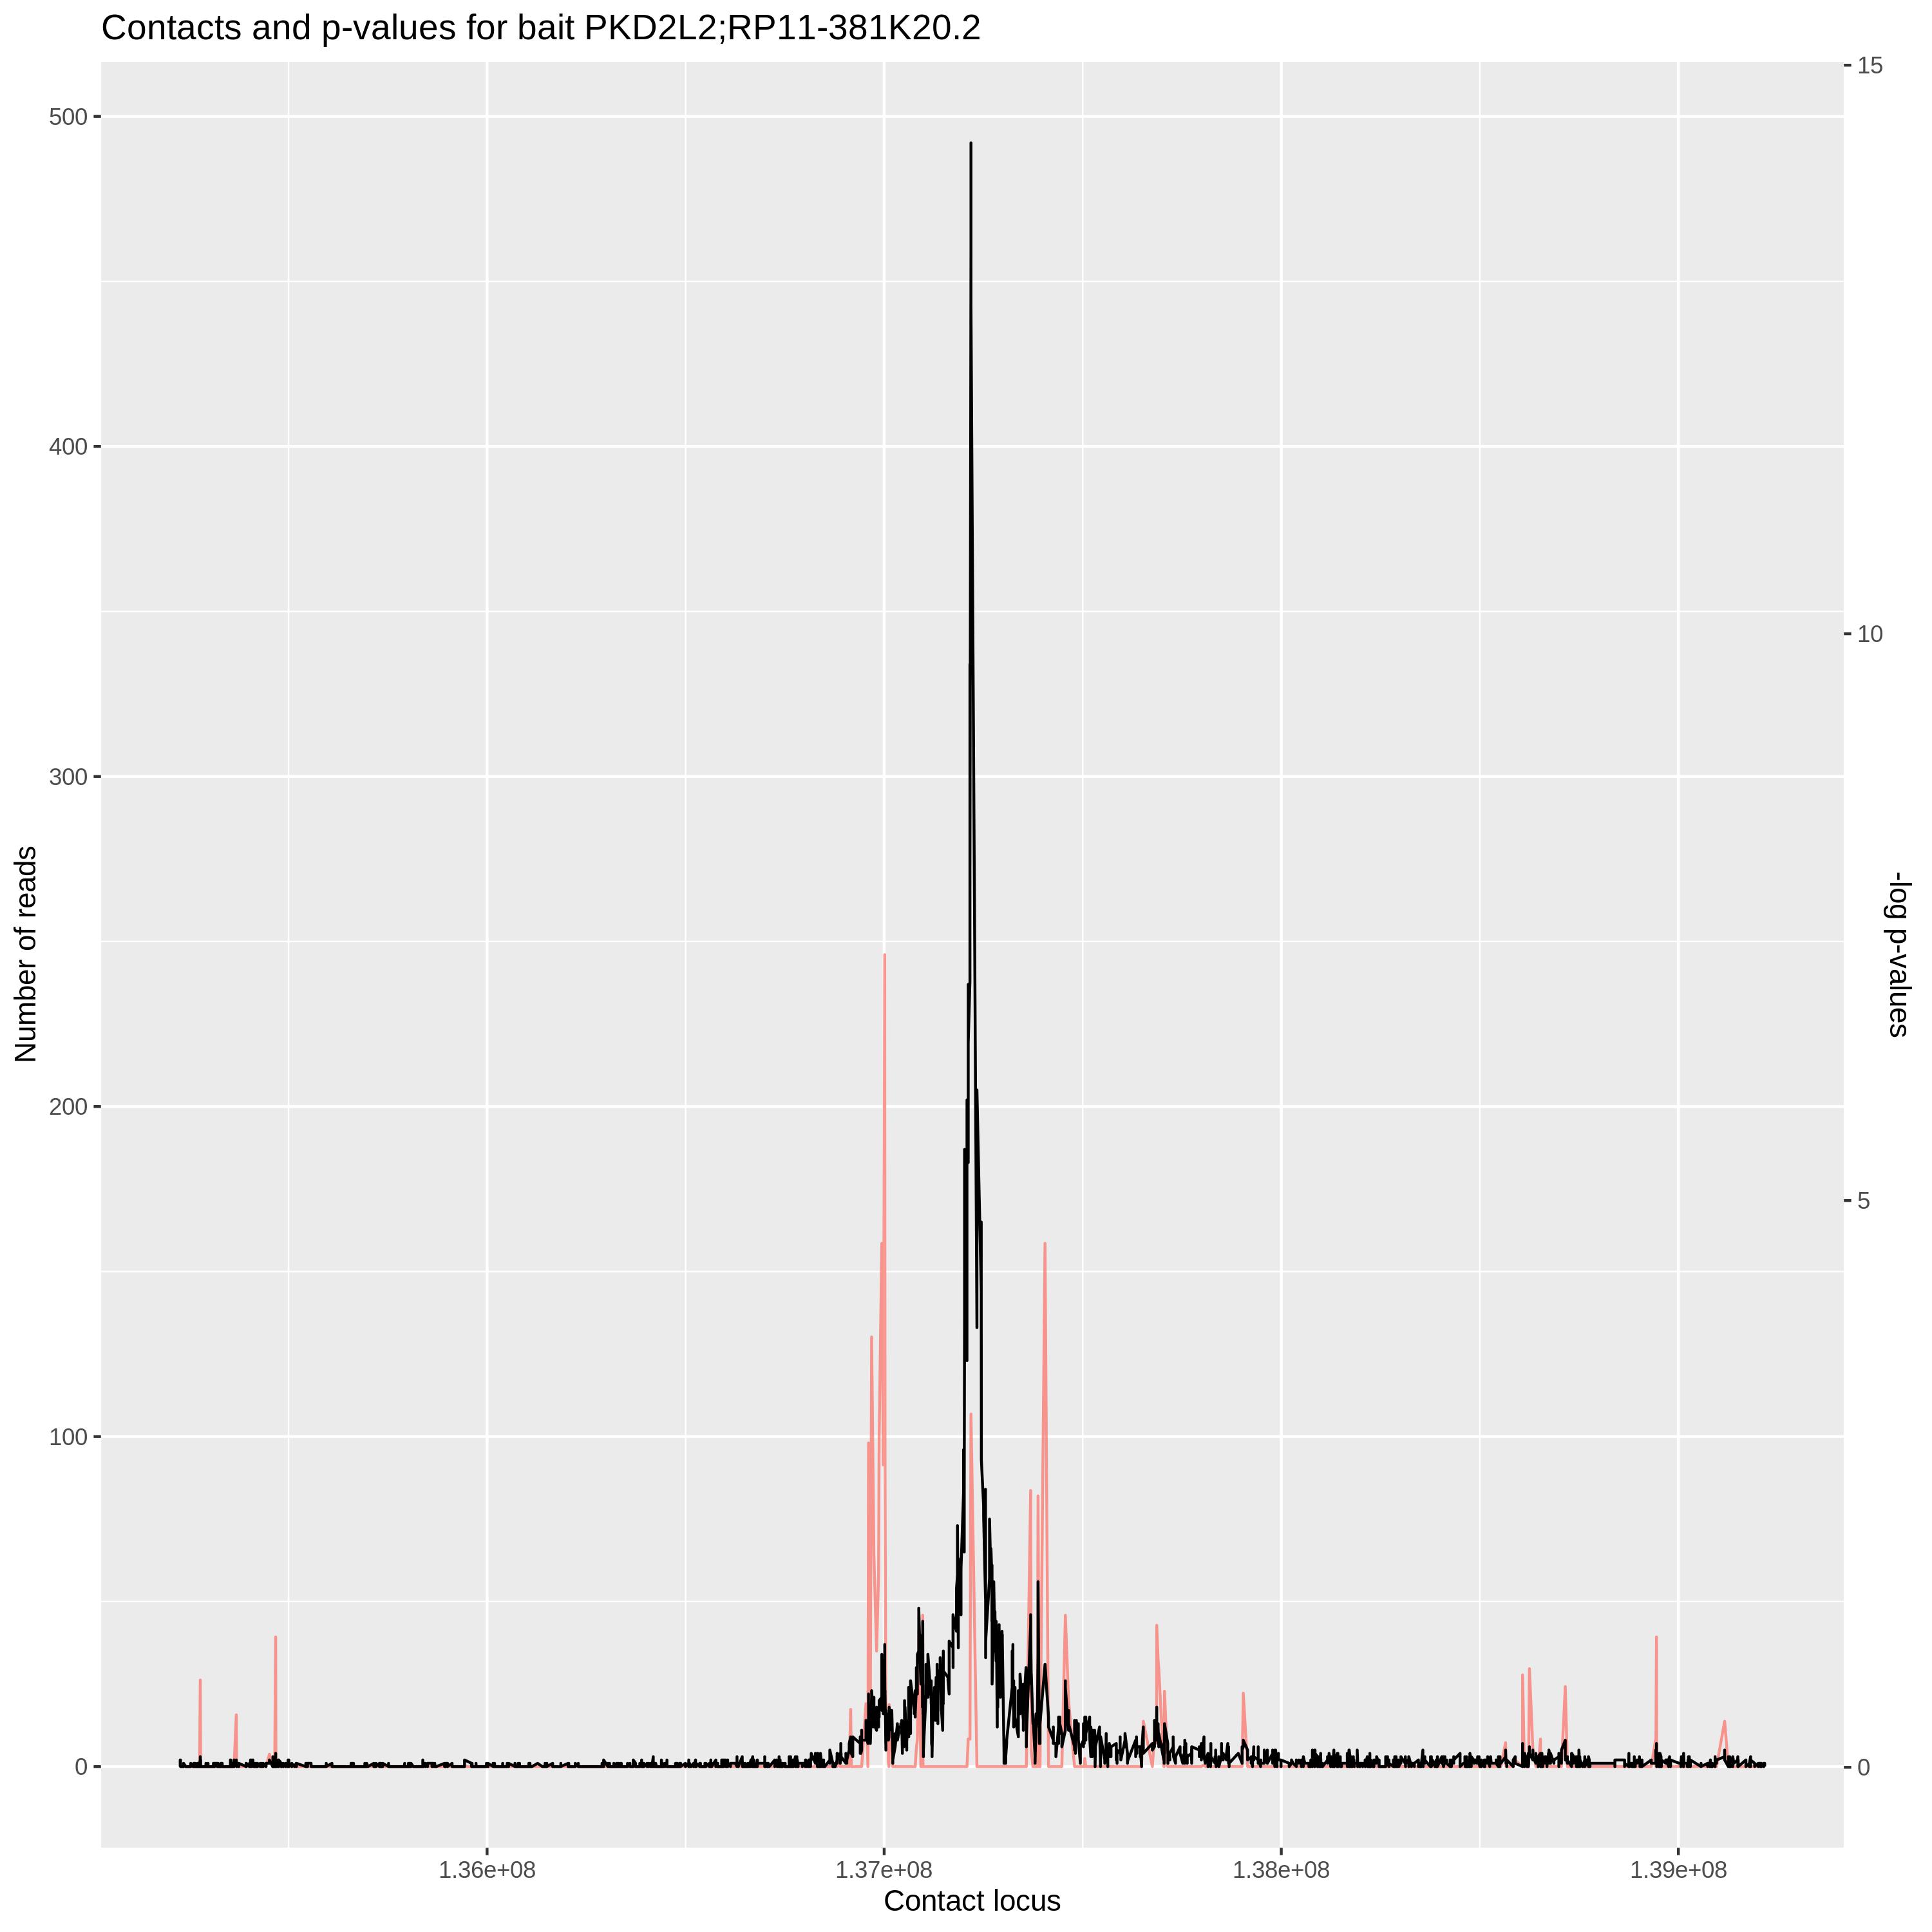 Contacts and p-values for bait PKD2L2;RP11-381K20.2
500
400
300
200
100
0
Number of reads
15
10
5
0
-log p-values
1.36e+08
1.37e+08
1.38e+08
1.39e+08
Contact locus